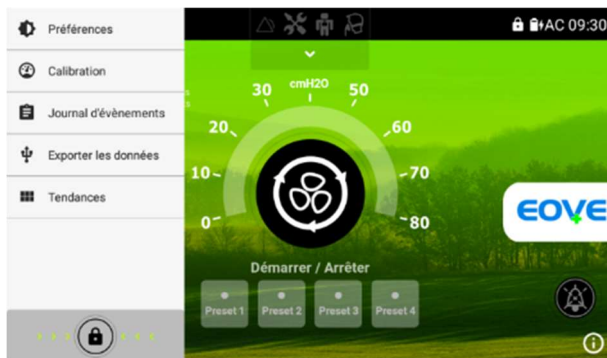 Préférences
Calibration
Journal d'évènements
Exporter les données
Tendances
AC 09:30
cmH2O
0
10
20
30
50
60
70
80
EOVE
Démarrer / Arrêter
Preset 1
Preset 2
Preset 3
Preset 4